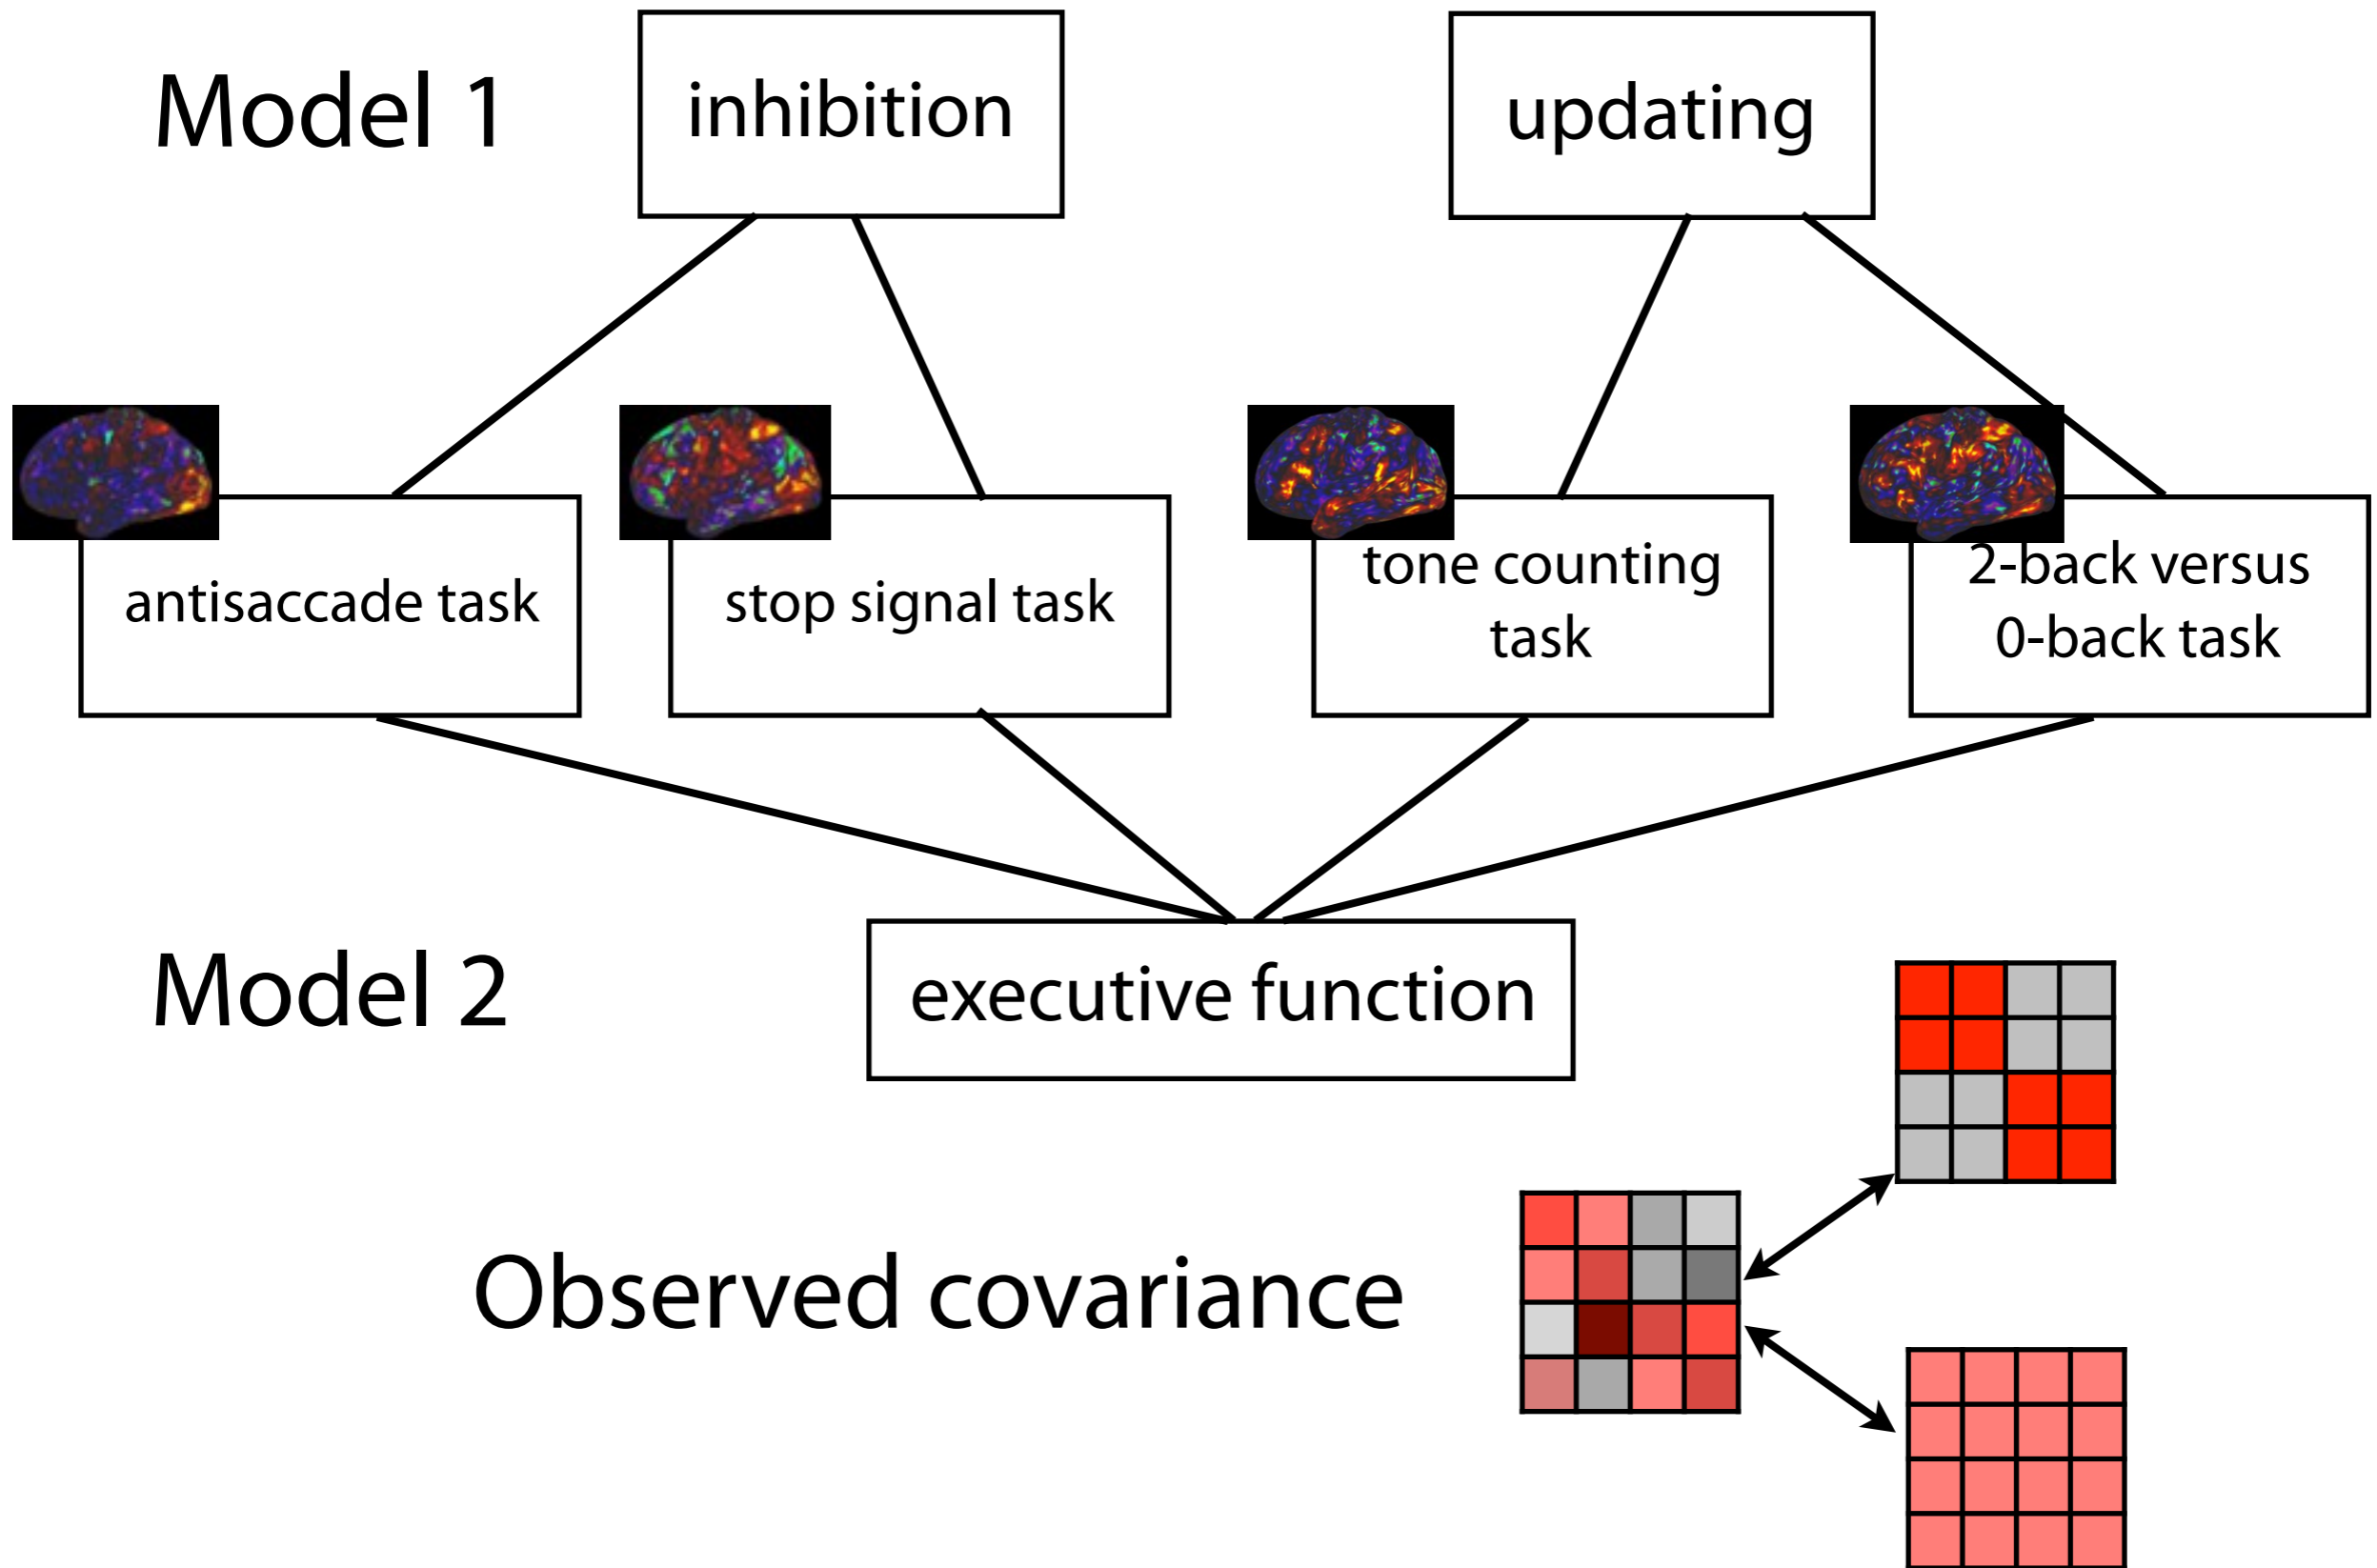 Model 1
inhibition
updating
antisaccade task
stop signal task
tone counting
task
2-back versus
0-back task
Model 2
executive function
Observed covariance